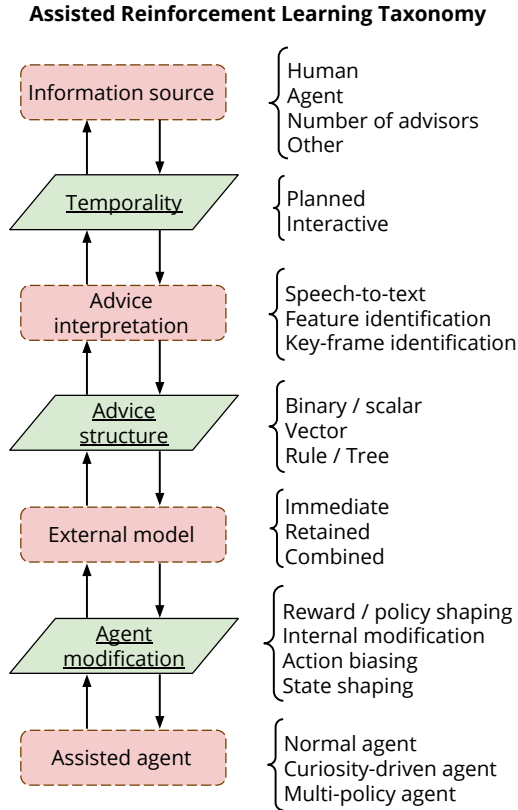 Assisted Reinforcement Learning Taxonomy
Information source
Human
Agent
Number of advisors
Other
Temporality
Planned
Interactive
Advice
interpretation
Speech-to-text
Feature identification
Key-frame identification
Advice
structure
Binary / scalar
Vector
Rule / Tree
External model
Immediate
Retained
Combined
Agent
modification
Reward / policy shaping
Internal modification
Action biasing
State shaping
Assisted agent
Normal agent
Curiosity-driven agent
Multi-policy agent